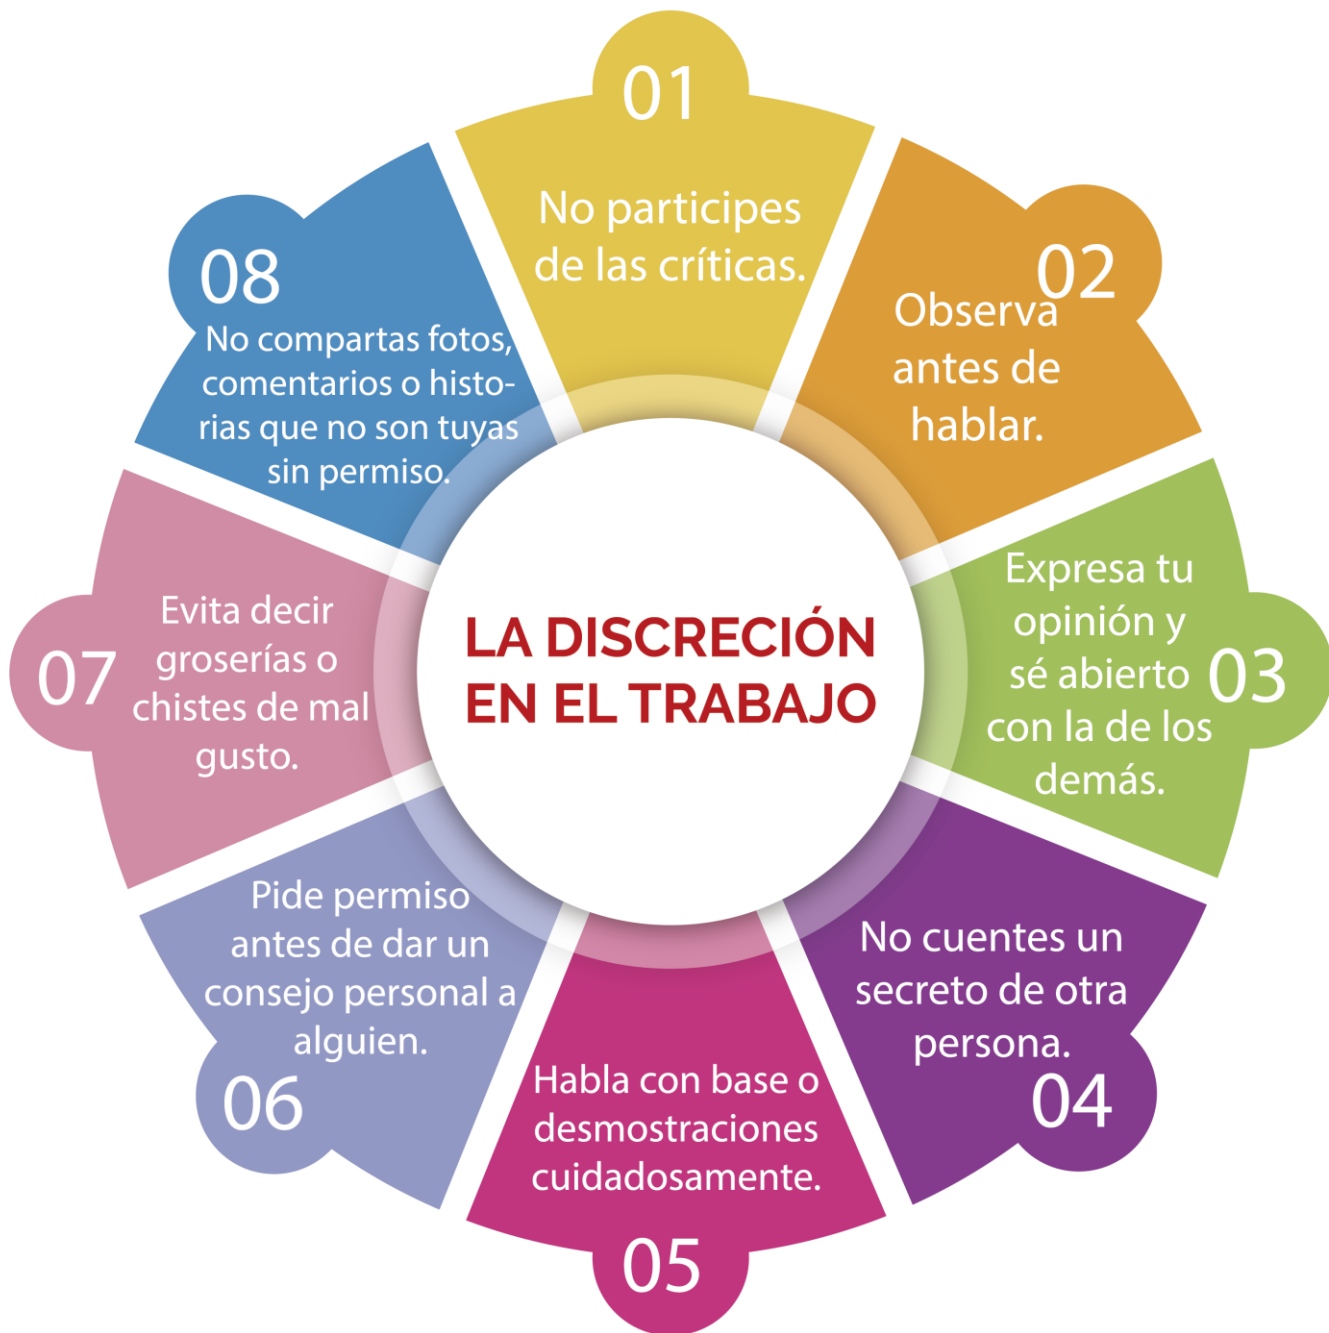 LA DISCRECIÓN
EN EL TRABAJO
01
No participes
de las críticas.
02
Observa
antes de
hablar.
03
Expresa tu
opinión y
sé abierto
con la de los
demás.
04
No cuentes un
secreto de otra
persona.
05
Habla con base o
desmostraciones
cuidadosamente.
06
Pide permiso
antes de dar un
consejo personal a
alguien.
07
Evita decir
groserías o
chistes de mal
gusto.
08
No compartas fotos,
comentarios o histo-
rias que no son tuyas
sin permiso.